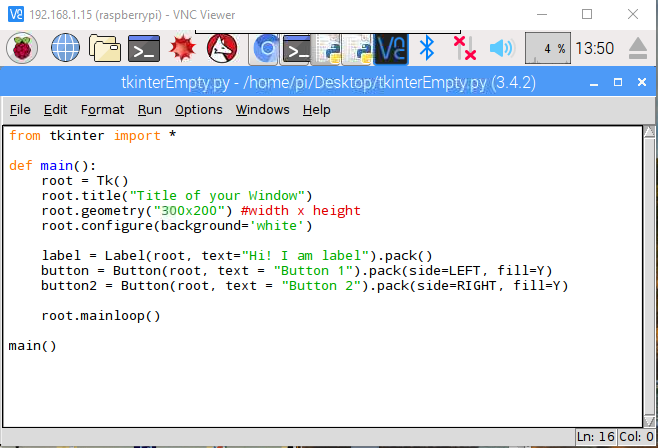 192.168.1.15 (raspberrypi) - VNC Viewer
4 % 13:50
tkinterEmpty.py - /home/pi/Desktop/tkinterEmpty.py (3.4.2)
File Edit Format Run Options Windows Help
from tkinter import *
def main():
    root = Tk()
    root.title("Title of your Window")
    root.geometry("300x200") #width x height
    root.configure(background='white')
    label = Label(root, text="Hi! I am label").pack()
    button = Button(root, text = "Button 1").pack(side=LEFT, fill=Y)
    button2 = Button(root, text = "Button 2").pack(side=RIGHT, fill=Y)
    root.mainloop()
main()
Ln: 16 Col: 0